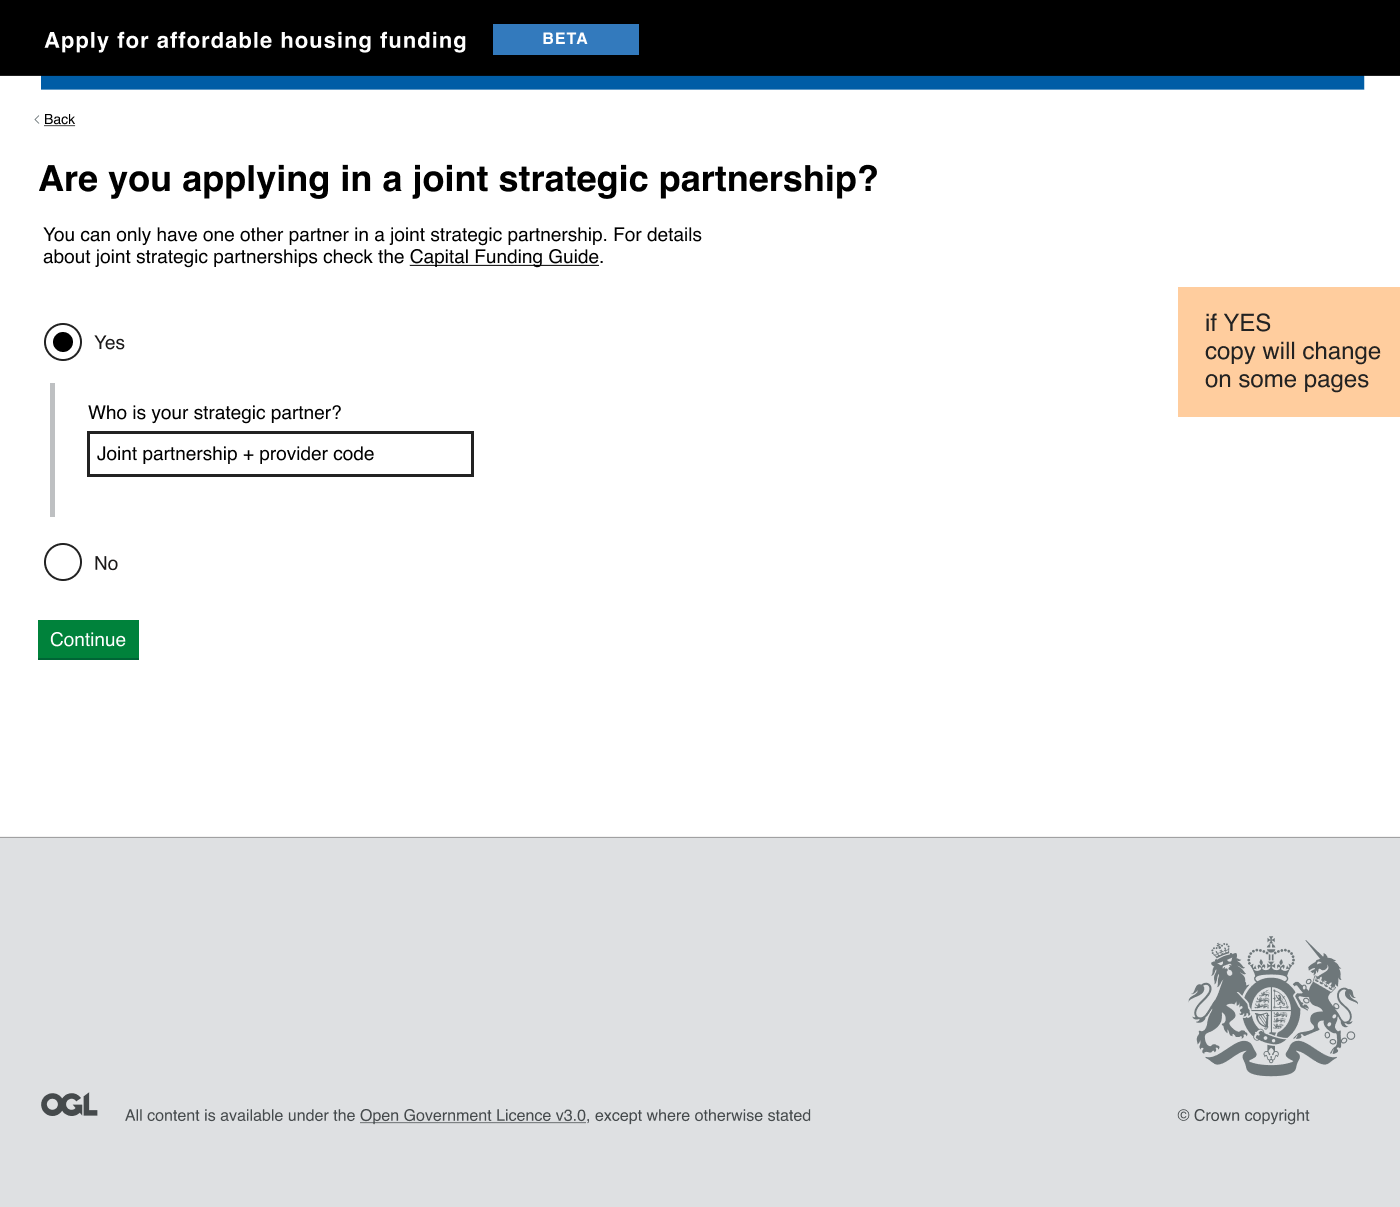 Apply for affordable housing funding
BETA
< Back
Are you applying in a joint strategic partnership?
You can only have one other partner in a joint strategic partnership. For details
about joint strategic partnerships check the Capital Funding Guide.
if YES
copy will change
on some pages
Yes
Who is your strategic partner?
Joint partnership + provider code
No
Continue
OGL
All content is available under the Open Government Licence v3.0, except where otherwise stated
© Crown copyright